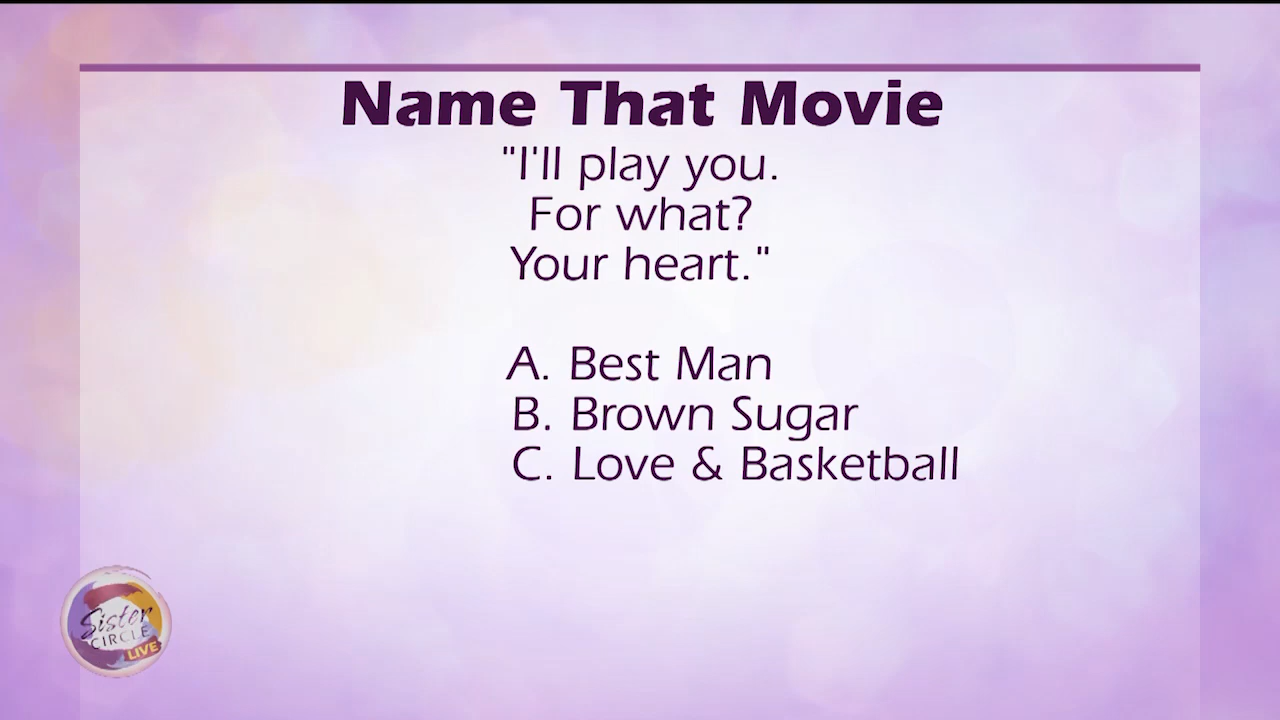 Name That Movie
"I'll play you.
For what?
Your heart."
A. Best Man
B. Brown Sugar
C. Love & Basketball
Sister
CIRCLE
LIVE